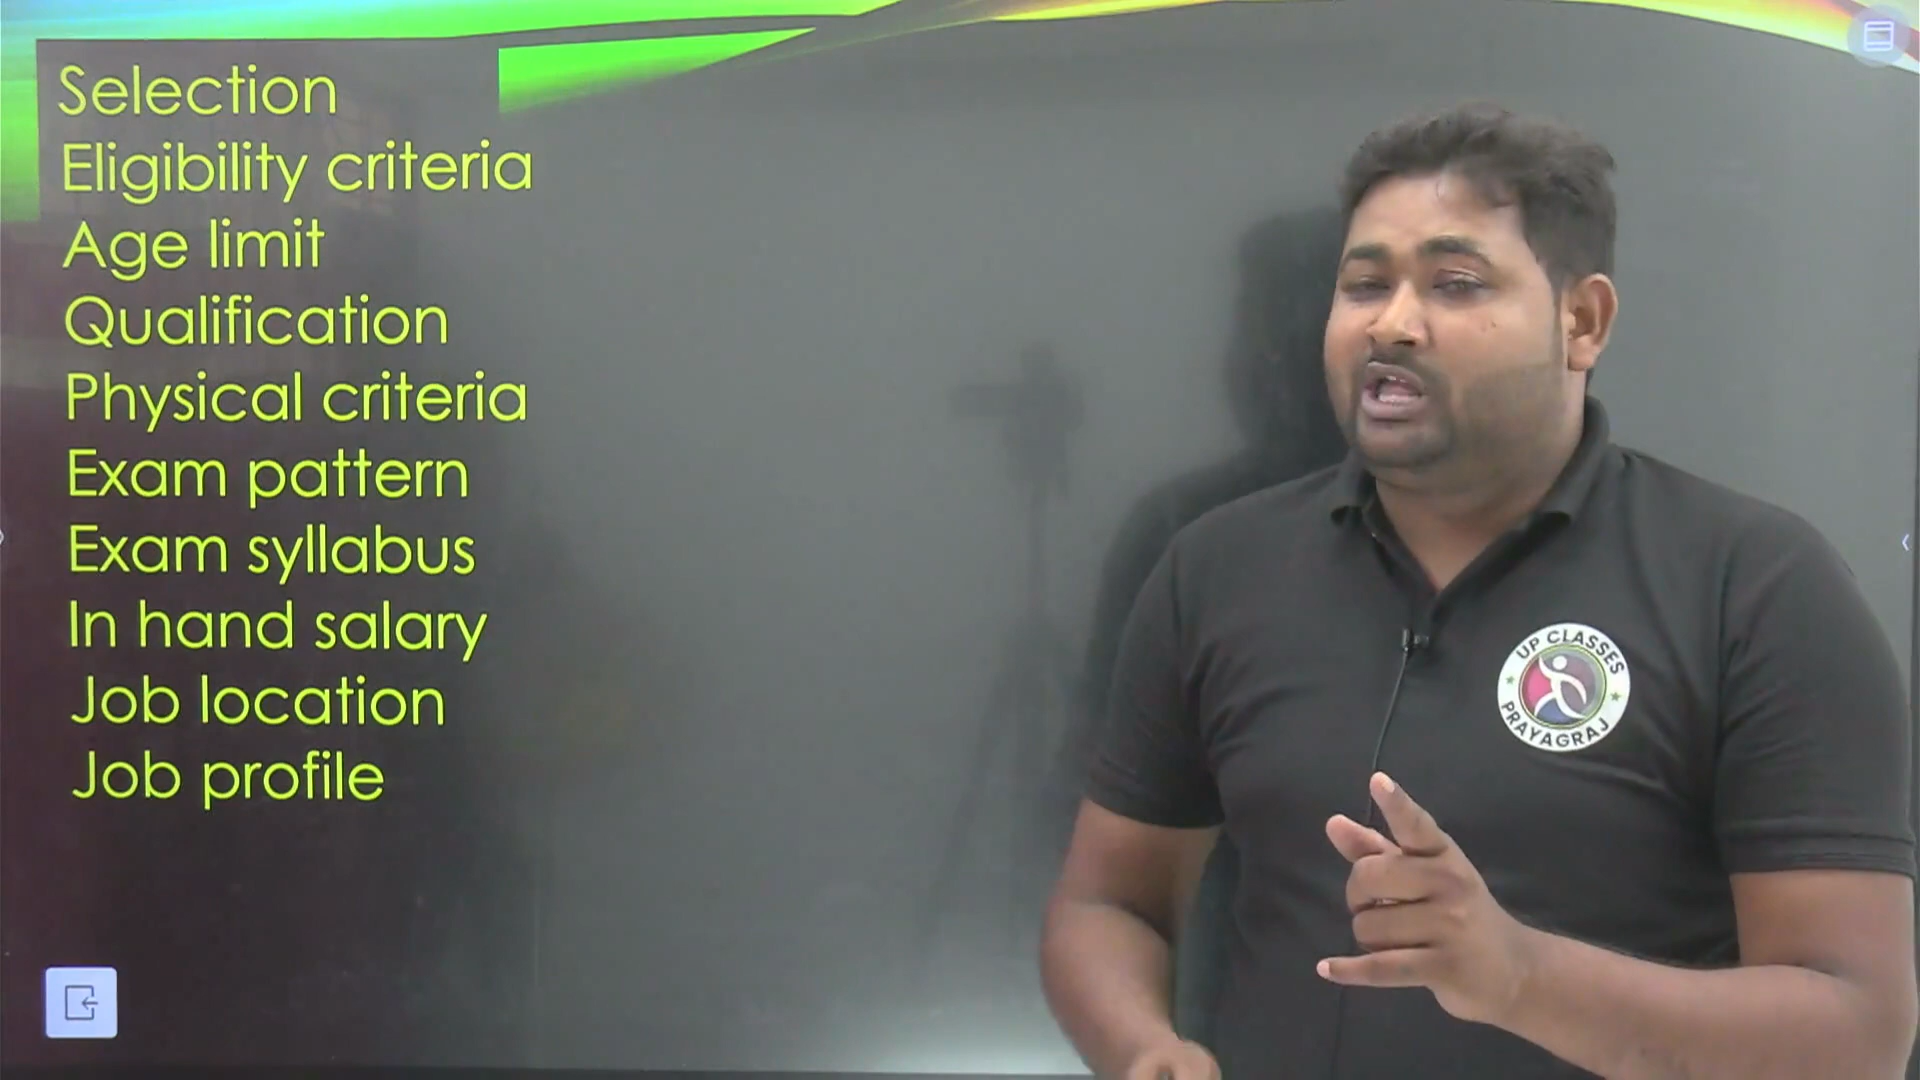 Selection
Eligibility criteria
Age limit
Qualification
Physical criteria
Exam pattern
Exam syllabus
In hand salary
Job location
Job profile
UP CLASSES
PRAYAGRAJ